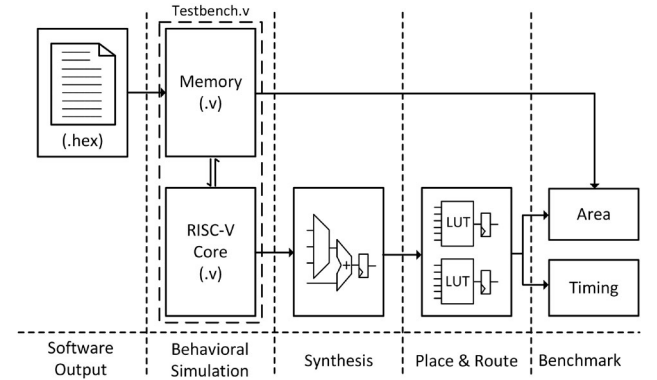 Testbench.v
(.hex)
Memory
(.v)
RISC-V
Core
(.v)
+
LUT
LUT
Area
Timing
Software
Output
Behavioral
Simulation
Synthesis
Place & Route
Benchmark